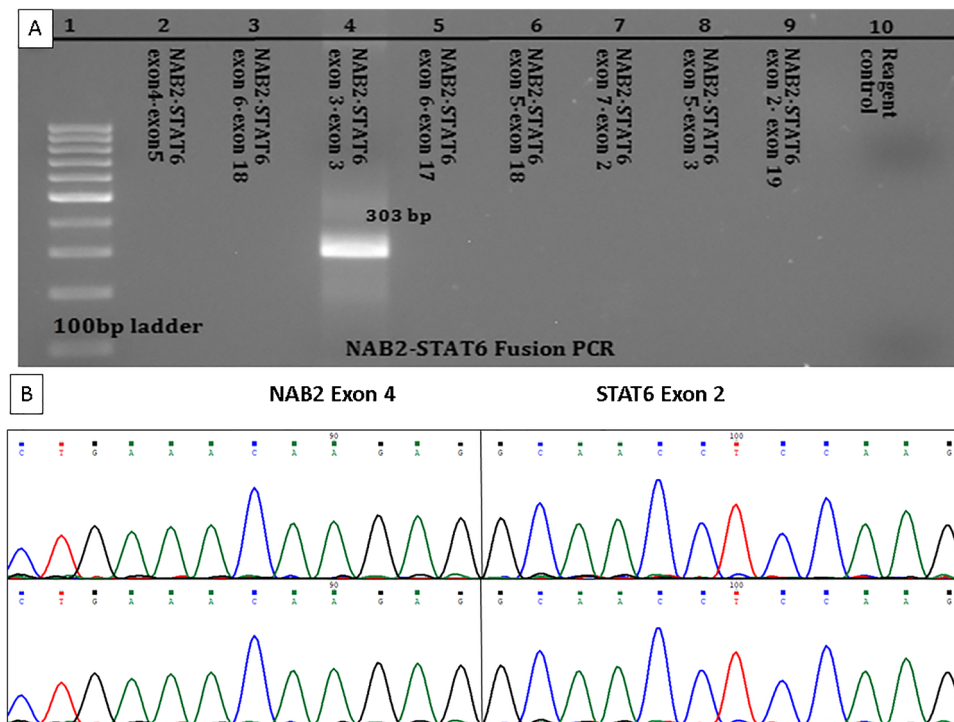 A
1 2 3 4 5 6 7 8 9 10
NAB2-STAT6
exon4-exon5
NAB2-STAT6
exon 6-exon 18
NAB2-STAT6
exon 3-exon 3
NAB2-STAT6
exon 6-exon 17
NAB2-STAT6
exon 5-exon 18
NAB2-STAT6
exon 7-exon 2
NAB2-STAT6
exon 5-exon 3
NAB2-STAT6
exon 2- exon 19
Reagent
control
303 bp
100bp ladder
NAB2-STAT6 Fusion PCR
B
NAB2 Exon 4 STAT6 Exon 2
90 100
C T G A A A C A A G A G G C A A C C T C C A A G
90 100
C T G A A A C A A G A G G C A A C C T C C A A G